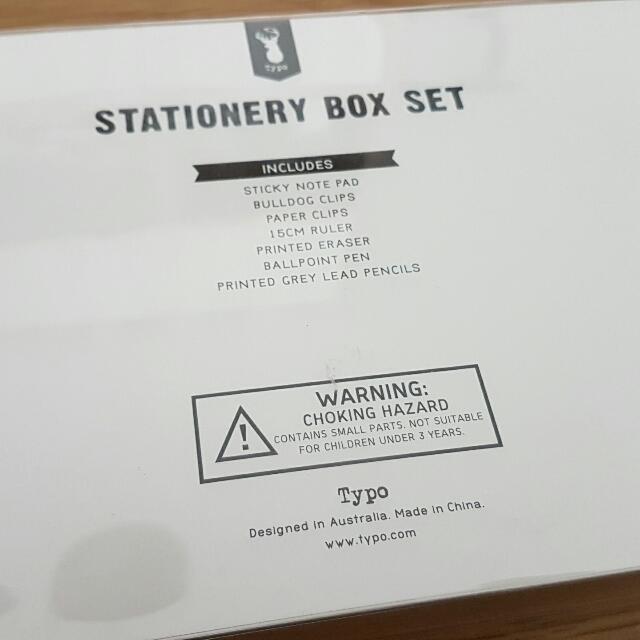 Typo
STATIONERY BOX SET
INCLUDES
STICKY NOTE PAD
BULLDOG CLIPS
PAPER CLIPS
15CM RULER
PRINTED ERASER
BALLPOINT PEN
PRINTED GREY LEAD PENCILS
WARNING:
CHOKING HAZARD
CONTAINS SMALL PARTS. NOT SUITABLE
FOR CHILDREN UNDER 3 YEARS.
Typo
Designed in Australia. Made in China.
www.typo.com